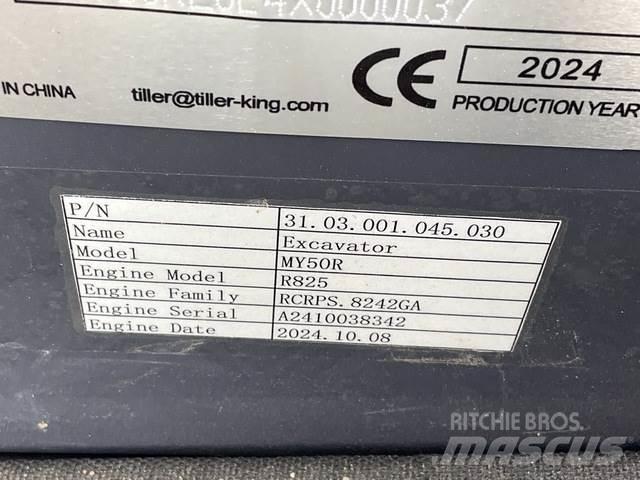 CE
2024
IN CHINA
tiller@tiller-king.com
PRODUCTION YEAR
P/N 31.03.001.045.030
Name Excavator
Model MY50R
Engine Model R825
Engine Family RCRPS.8242GA
Engine Serial A2410038342
Engine Date 2024.10.08
RITCHIE BROS.
MASCUS